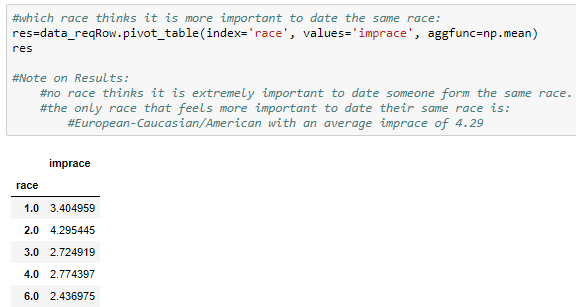 #which race thinks it is more important to date the same race:
res=data_reqRow.pivot_table(index='race', values='imprace', aggfunc=np.mean)
res
#Note on Results:
#no race thinks it is extremely important to date someone form the same race.
#the only race that feels more important to date their same race is:
#European-Caucasian/American with an average imprace of 4.29
imprace
race
1.0 3.404959
2.0 4.295445
3.0 2.724919
4.0 2.774397
6.0 2.436975